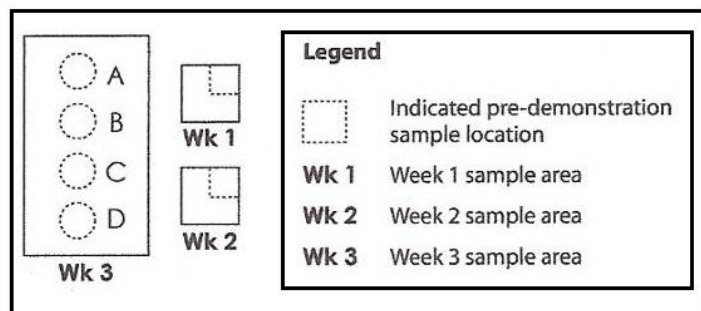 A
B
C
D
Wk 3
Wk 1
Wk 2
Legend
Indicated pre-demonstration
sample location
Wk 1 Week 1 sample area
Wk 2 Week 2 sample area
Wk 3 Week 3 sample area